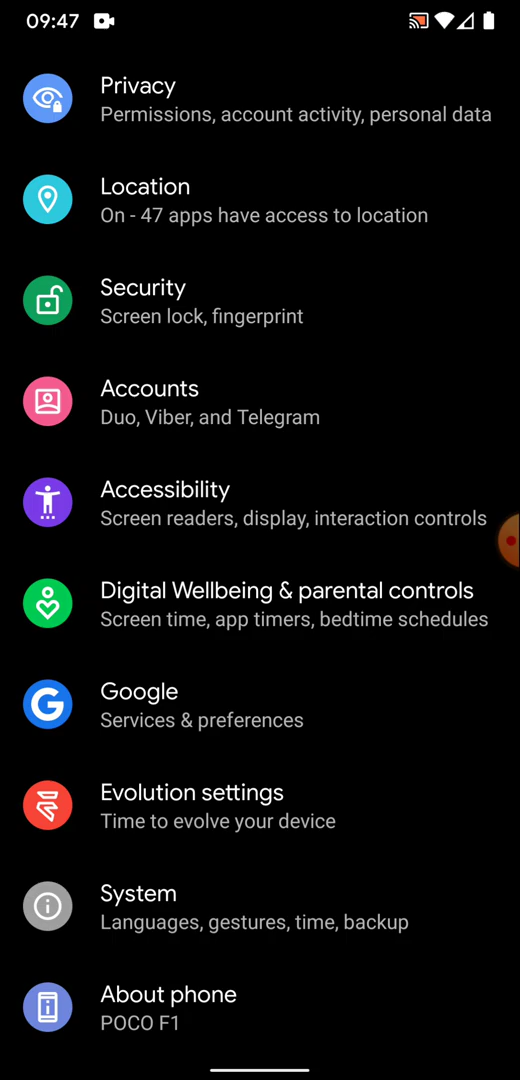 09:47
Privacy
Permissions, account activity, personal data
Location
On - 47 apps have access to location
Security
Screen lock, fingerprint
Accounts
Duo, Viber, and Telegram
Accessibility
Screen readers, display, interaction controls
Digital Wellbeing & parental controls
Screen time, app timers, bedtime schedules
G
Google
Services & preferences
Evolution settings
Time to evolve your device
System
Languages, gestures, time, backup
About phone
POCO F1